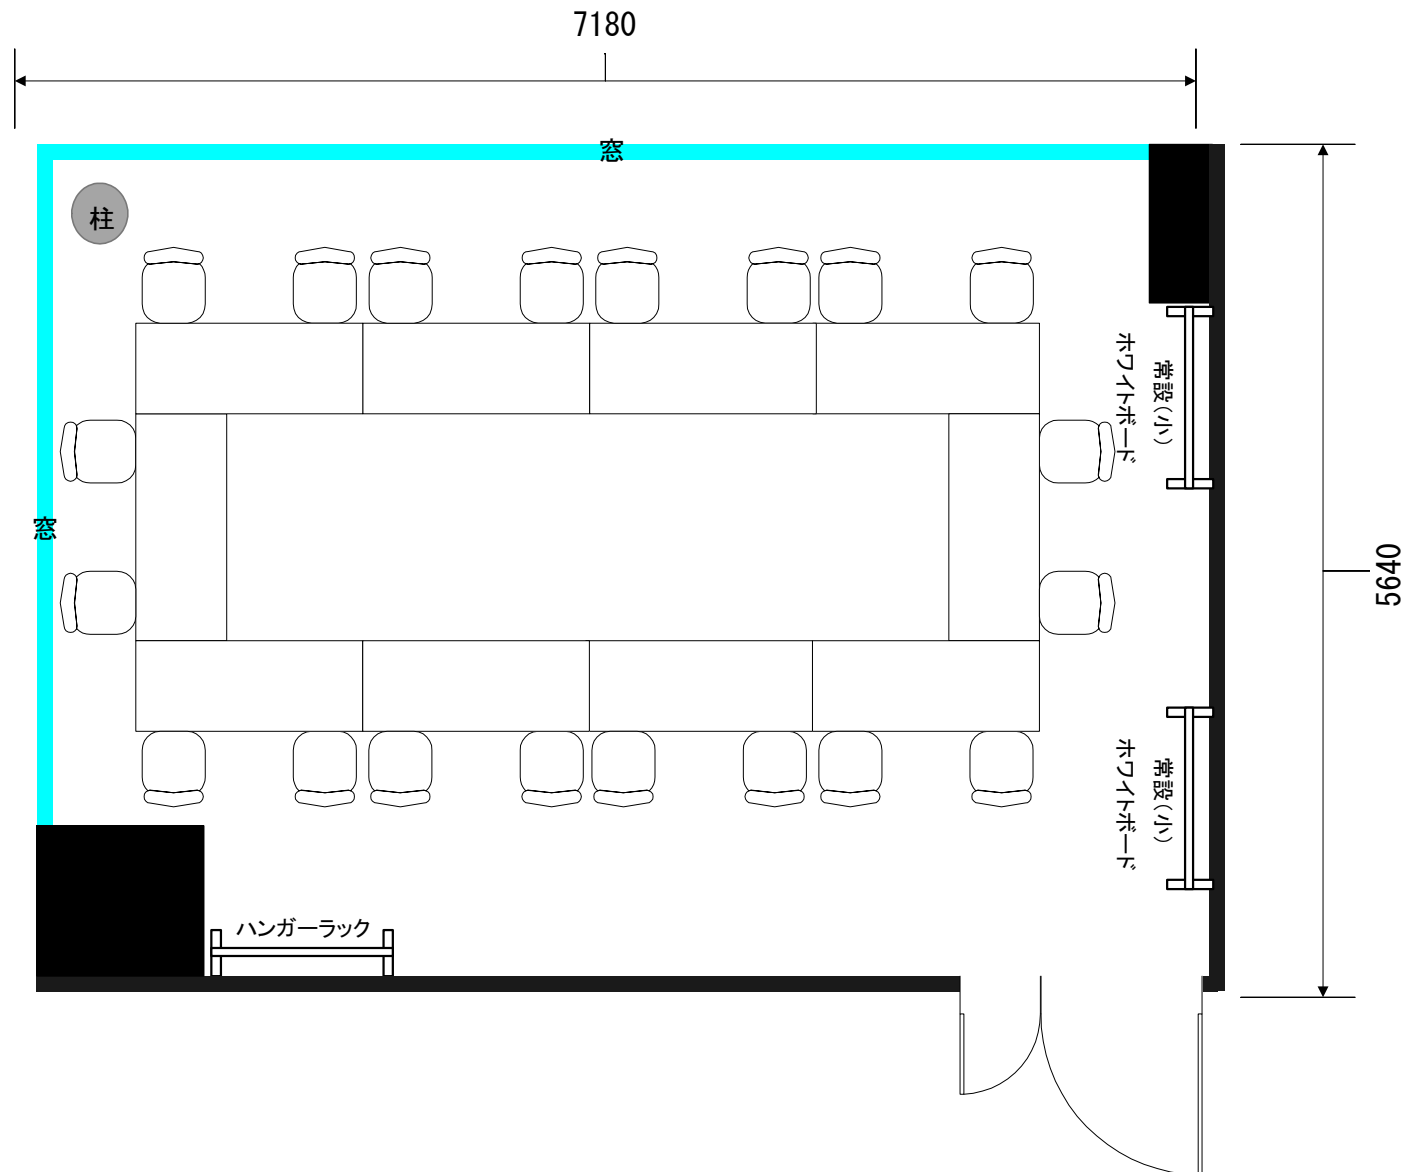 7180
窓
柱
常設(小)
ホワイトボード
窓
5640
常設(小)
ホワイトボード
ハンガーラック